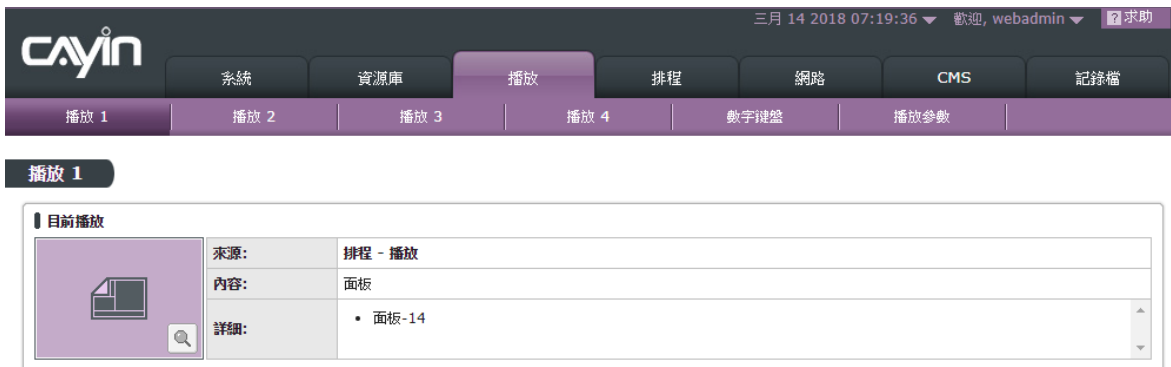 三月 14 2018 07:19:36 歡迎, webadmin ?求助
CAYIN
系統 資源庫 播放 排程 網路 CMS 記錄檔
播放 1 播放 2 播放 3 播放 4 數字鍵盤 播放參數
播放 1
目前播放
來源: 排程 - 播放
內容: 面板
詳細: • 面板-14